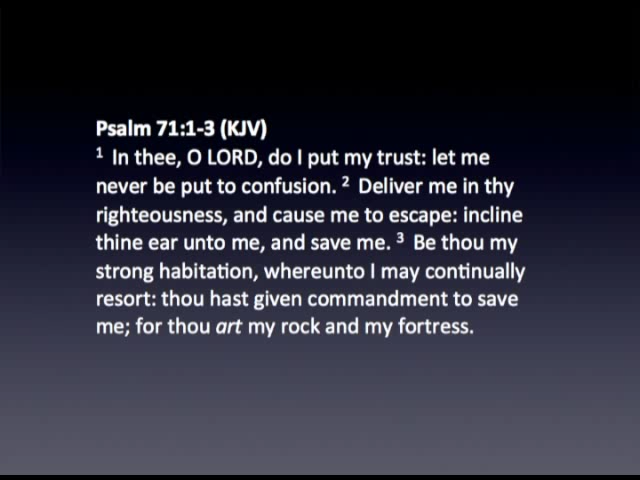 Psalm 71:1-3 (KJV)
1 In thee, O LORD, do I put my trust: let me
never be put to confusion. 2 Deliver me in thy
righteousness, and cause me to escape: incline
thine ear unto me, and save me. 3 Be thou my
strong habitation, whereunto I may continually
resort: thou hast given commandment to save
me; for thou art my rock and my fortress.